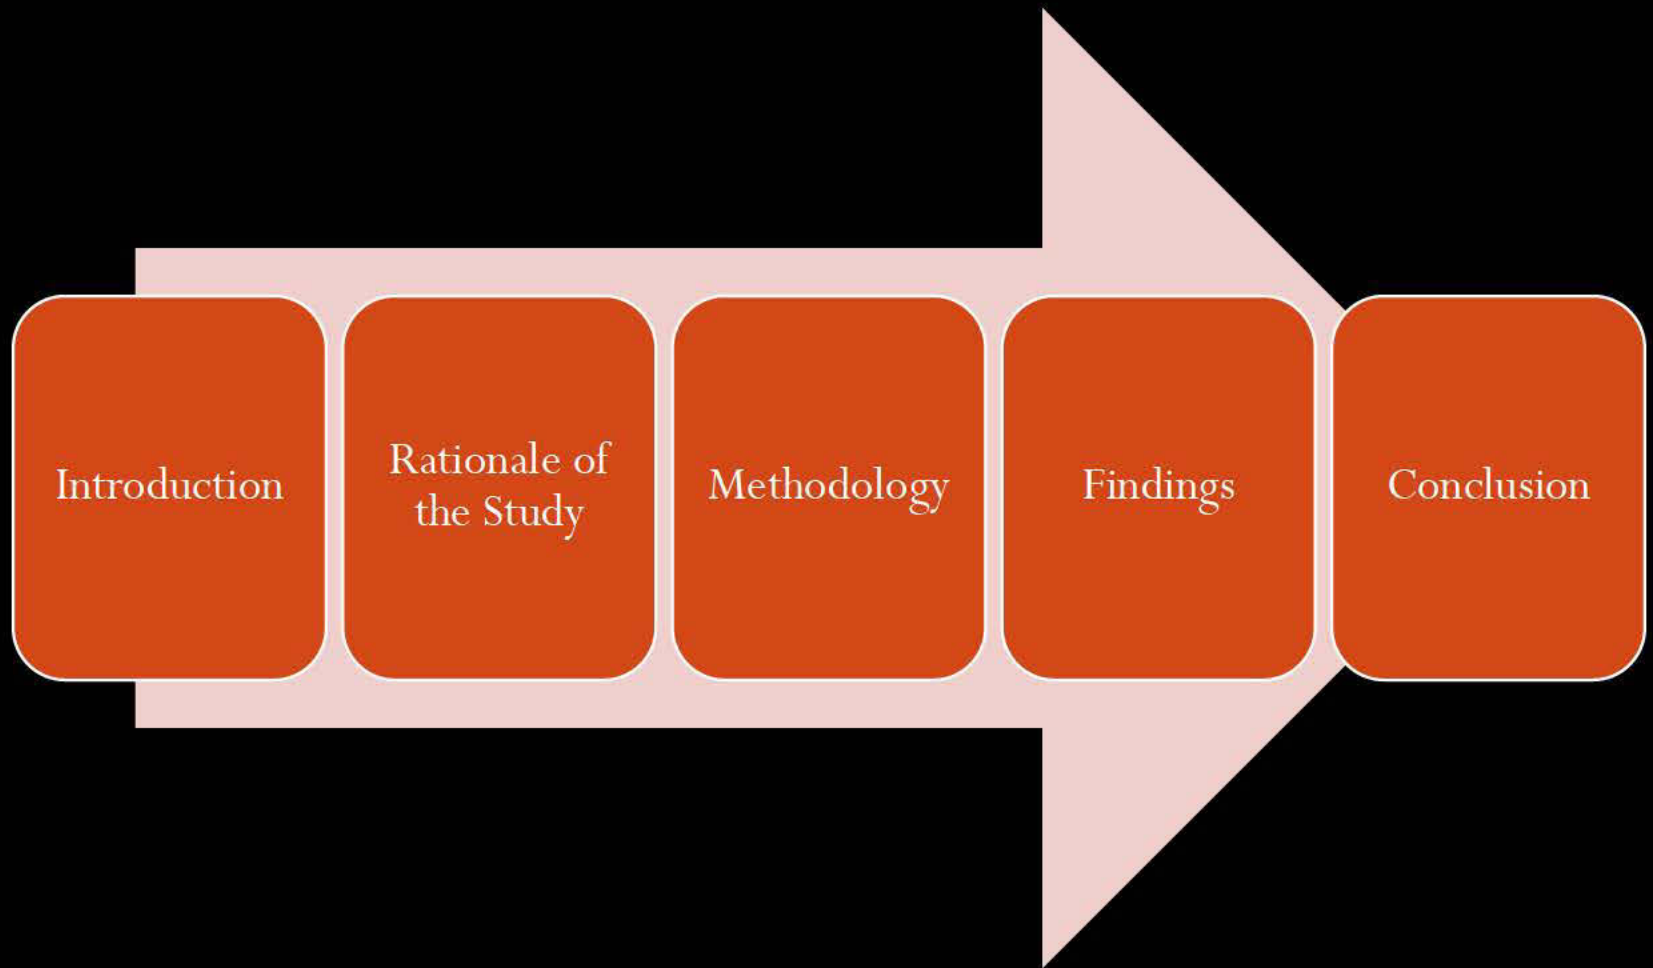 Introduction
Rationale of
the Study
Methodology
Findings
Conclusion